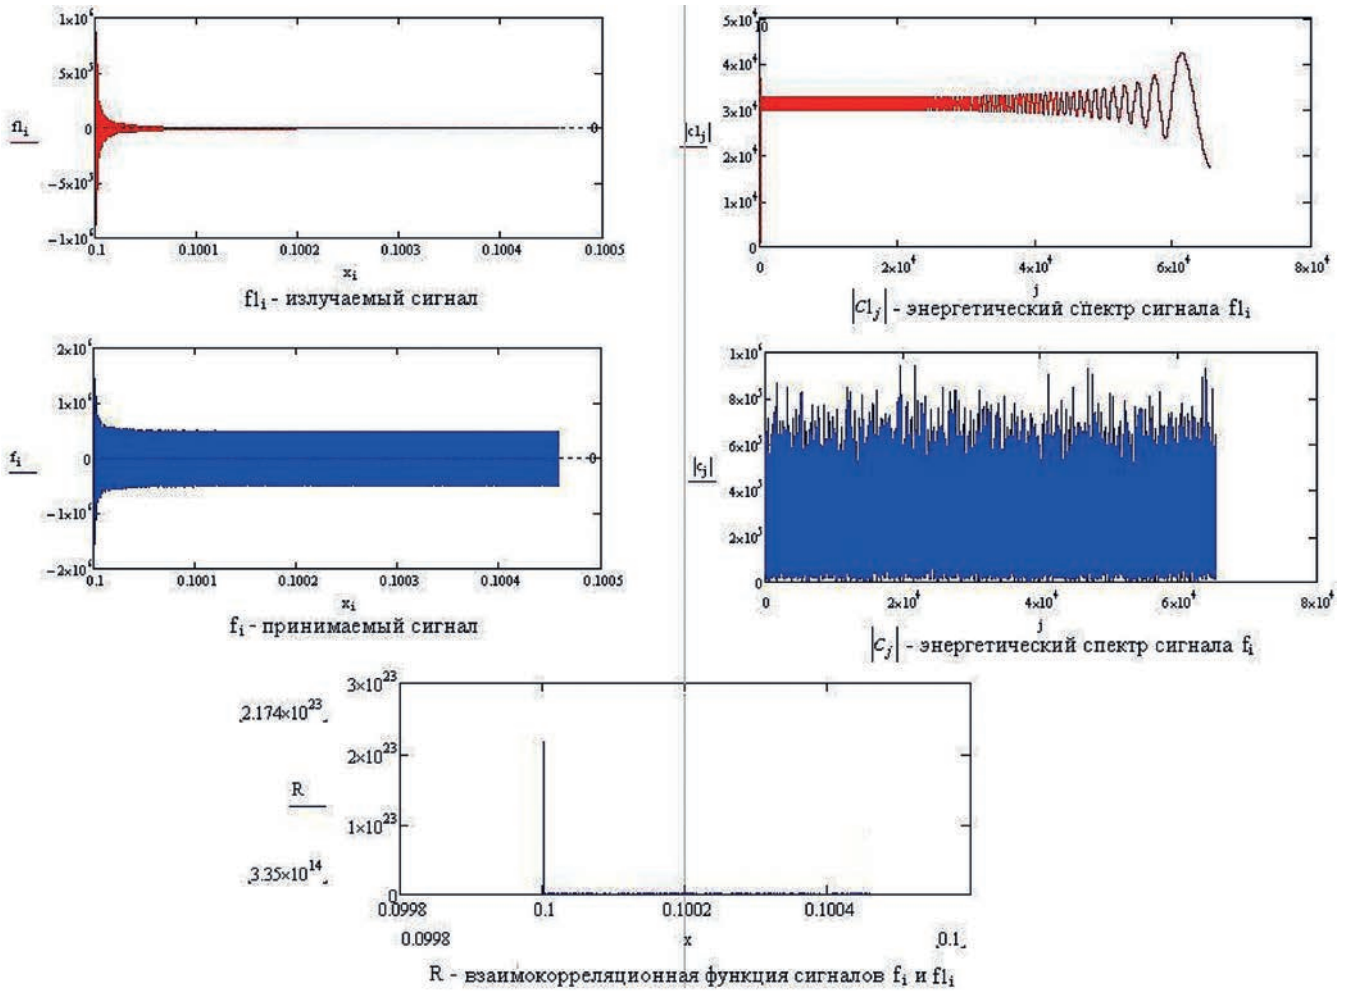 1×10⁶
5×10⁵
fl_i
0
0
−5×10⁵
−1×10⁶
0.1 0.1001 0.1002 0.1003 0.1004 0.1005
x_i
fl_i - излучаемый сигнал
5×10⁴
10
4×10⁴
|cl_j|
3×10⁴
2×10⁴
1×10⁴
0
0 2×10⁴ 4×10⁴ 6×10⁴ 8×10⁴
j
|Cl_j| - энергетический спектр сигнала fl_i
2×10⁶
1×10⁶
f_i
0
0
−1×10⁶
−2×10⁶
0.1 0.1001 0.1002 0.1003 0.1004 0.1005
x_i
f_i - принимаемый сигнал
1×10⁶
8×10⁵
6×10⁵
|c_j|
4×10⁵
2×10⁵
0
0 2×10⁴ 4×10⁴ 6×10⁴ 8×10⁴
j
|C_j| - энергетический спектр сигнала f_i
3×10²³
2.174×10²³
2×10²³
R
1×10²³
3.35×10¹⁴
0
0.0998 0.1 0.1002 0.1004
0.0998 x 0.1
R - взаимокорреляционная функция сигналов f_i и fl_i